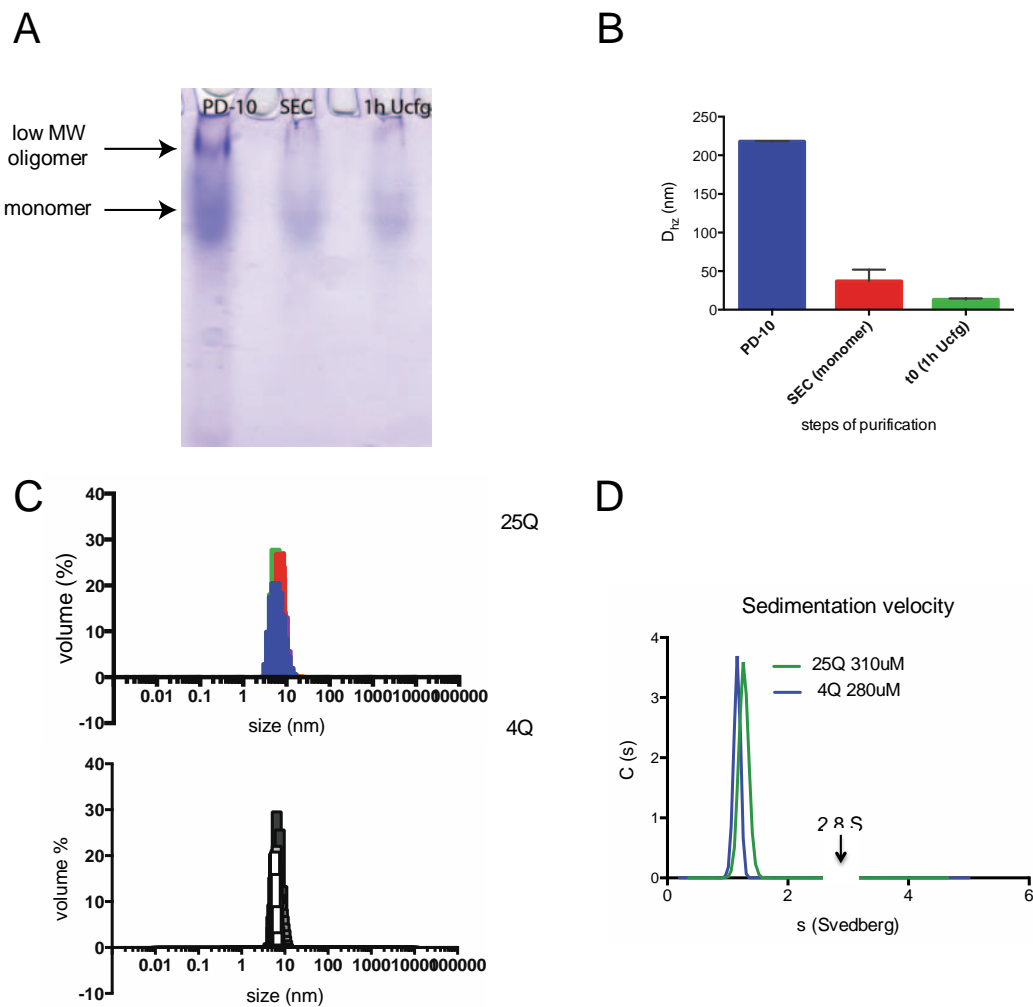 A
PD-10 SEC 1h Ucfg
low MW
oligomer
monomer
B
250
200
150
100
50
0
D_hz (nm)
PD-10
SEC (monomer)
t0 (1h Ucfg)
steps of purification
C
25Q
40
30
20
10
0
-10
volume (%)
0.01 0.1 1 10 100 1000 10000 100000
size (nm)
4Q
40
30
20
10
0
-10
volume %
0.01 0.1 1 10 100 1000 10000 100000
size (nm)
D
Sedimentation velocity
25Q 310uM
4Q 280uM
4
3
2
1
0
C (s)
2.8 S
0 2 4 6
s (Svedberg)